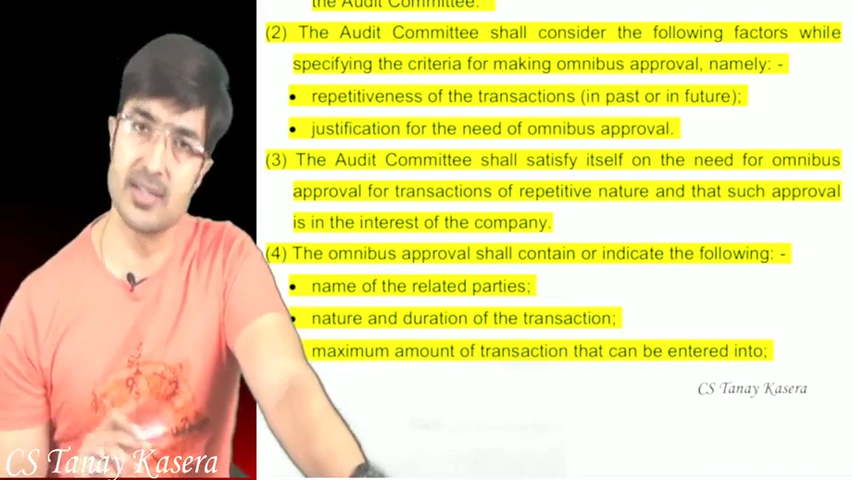 the Audit Committee.
(2) The Audit Committee shall consider the following factors while
specifying the criteria for making omnibus approval, namely: -
• repetitiveness of the transactions (in past or in future);
• justification for the need of omnibus approval.
(3) The Audit Committee shall satisfy itself on the need for omnibus
approval for transactions of repetitive nature and that such approval
is in the interest of the company.
(4) The omnibus approval shall contain or indicate the following: -
• name of the related parties;
• nature and duration of the transaction;
maximum amount of transaction that can be entered into;
CS Tanay Kasera
CS Tanay Kasera